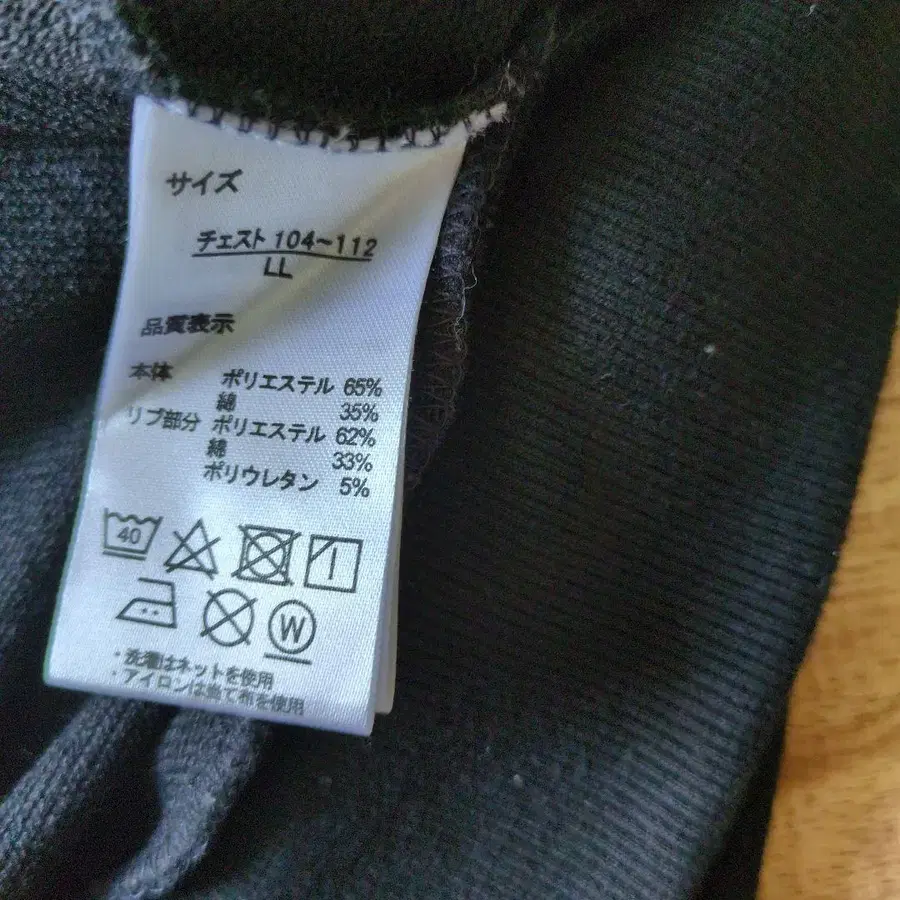 サイズ
チェスト 104~112
LL
品質表示
本体 ポリエステル 65%
綿 35%
リブ部分 ポリエステル 62%
綿 33%
ポリウレタン 5%
40
W
・洗濯はネットを使用
・アイロンは当て布を使用